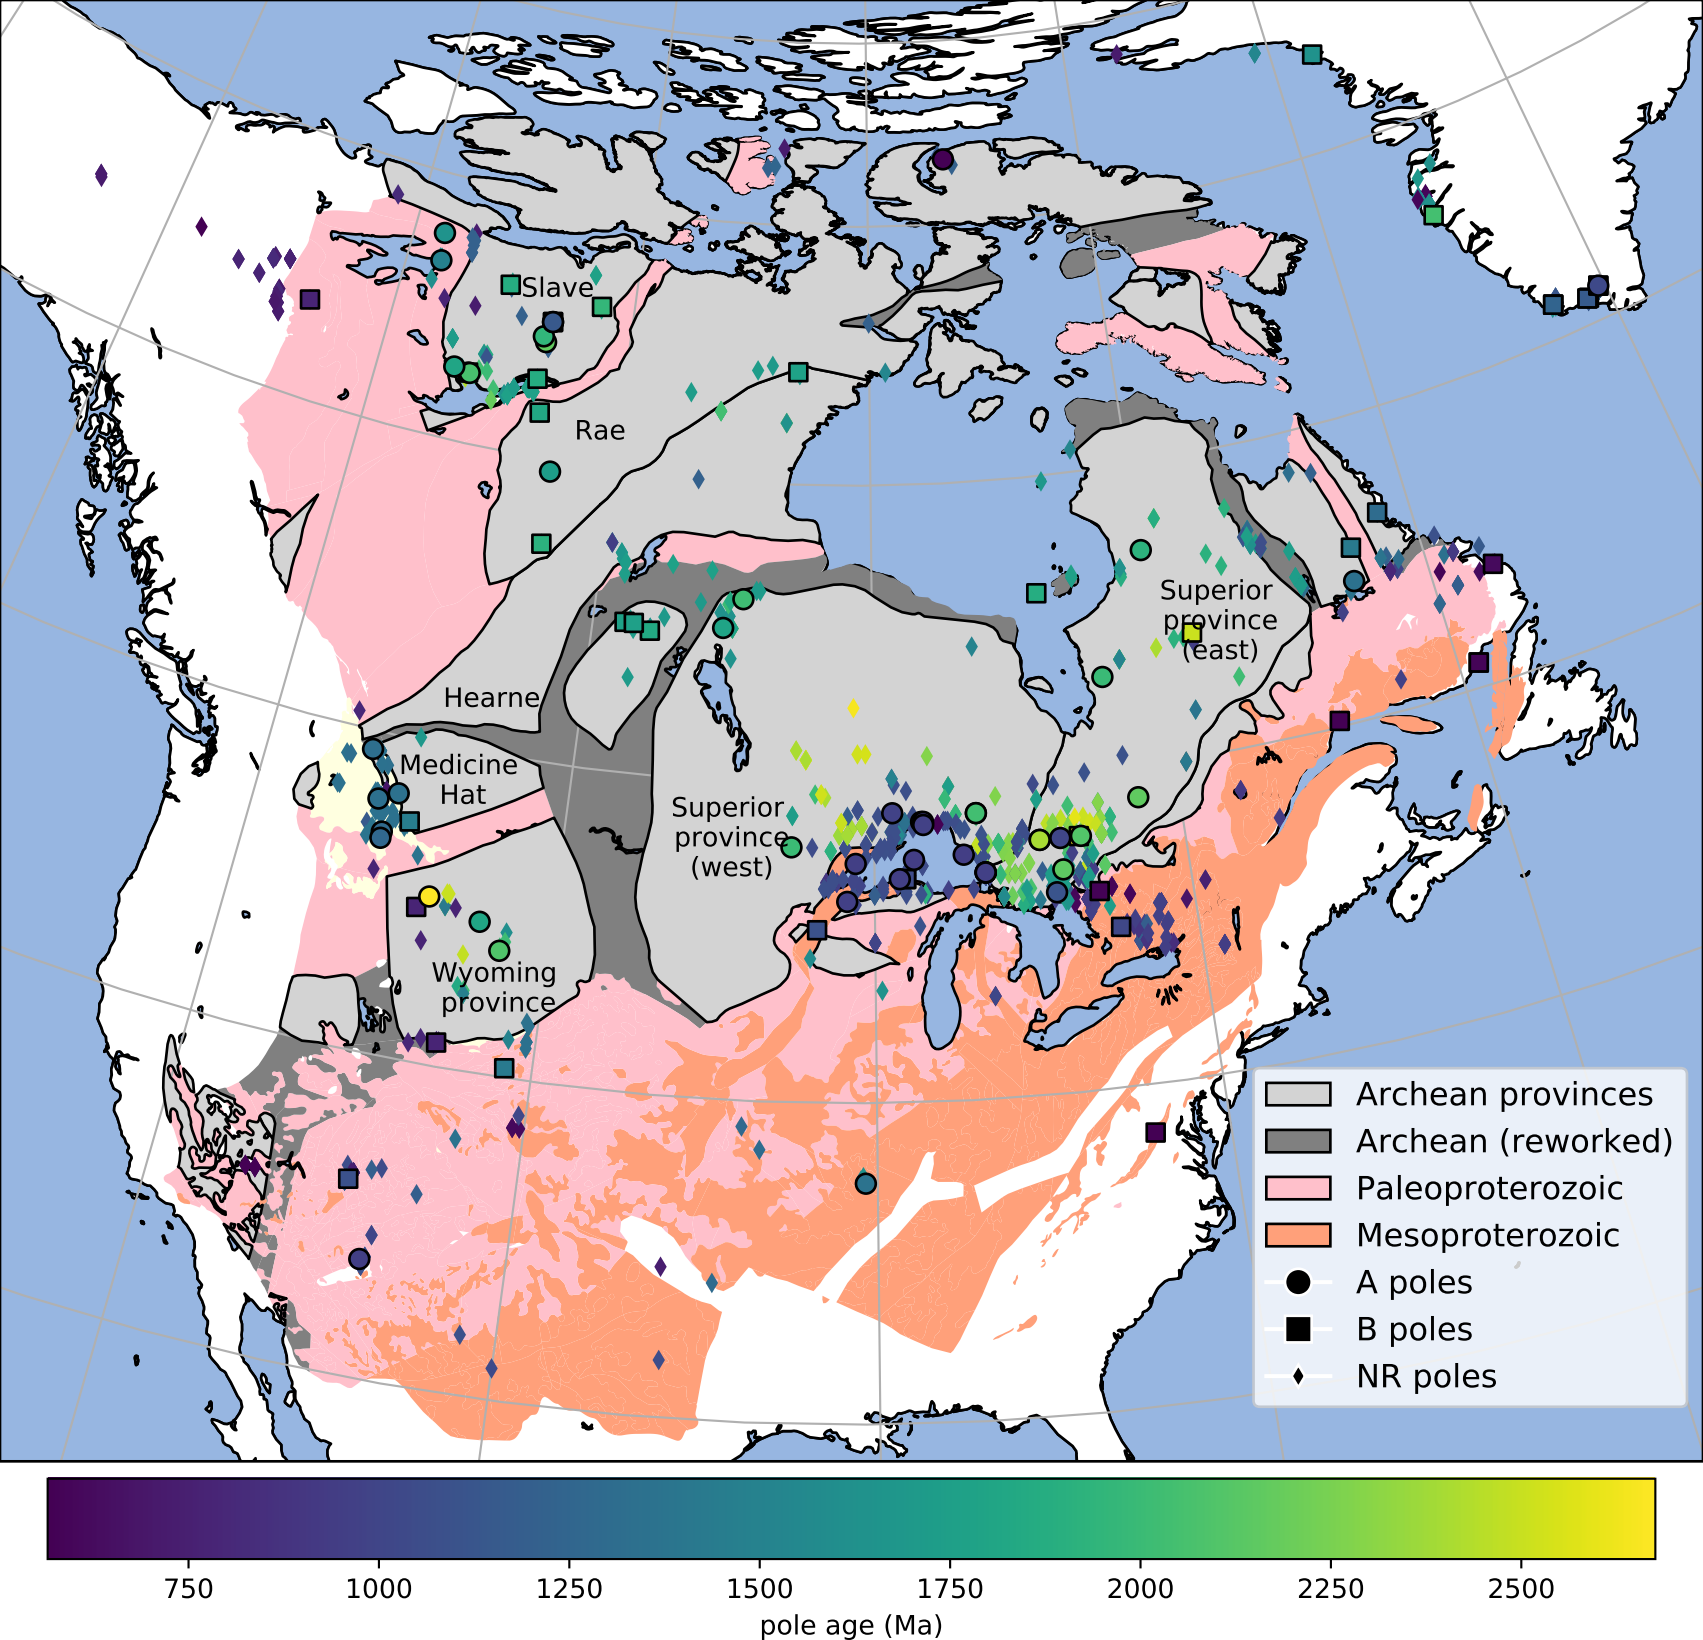 Slave
Rae
Superior
province
(east)
Hearne
Medicine
Hat
Superior
province
(west)
Wyoming
province
Archean provinces
Archean (reworked)
Paleoproterozoic
Mesoproterozoic
A poles
B poles
NR poles
750 1000 1250 1500 1750 2000 2250 2500
pole age (Ma)